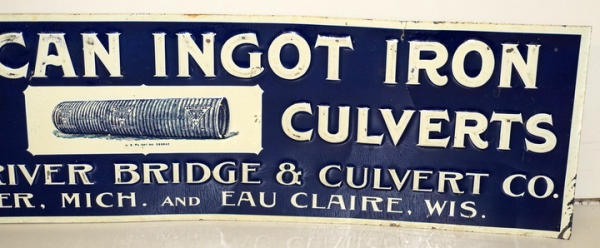 CAN INGOT IRON
CULVERTS
RIVER BRIDGE & CULVERT CO.
ER, MICH. AND EAU CLAIRE, WIS.